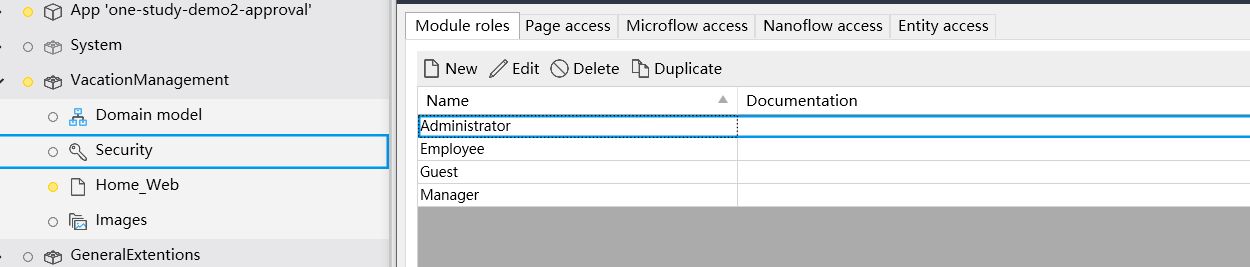 App 'one-study-demo2-approval'
System
VacationManagement
Domain model
Security
Home_Web
Images
GeneralExtentions
Module roles Page access Microflow access Nanoflow access Entity access
New Edit Delete Duplicate
Name Documentation
Administrator
Employee
Guest
Manager